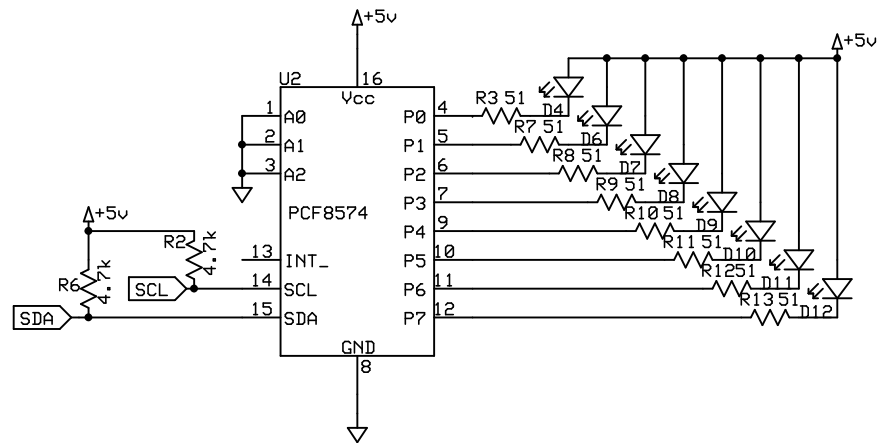 +5v
+5v
U2
16
Vcc
1 A0
P0 4
R3 51
D4
2 A1
P1 5
R7 51
D6
3 A2
P2 6
R8 51
D7
P3 7
R9 51
D8
PCF8574
+5v
P4 9
R10 51
D9
R2
4.7k
13 INT_
P5 10
R11 51
D10
R6
4.7k
SCL
14 SCL
P6 11
R12 51
D11
SDA
15 SDA
P7 12
R13 51
D12
GND
8